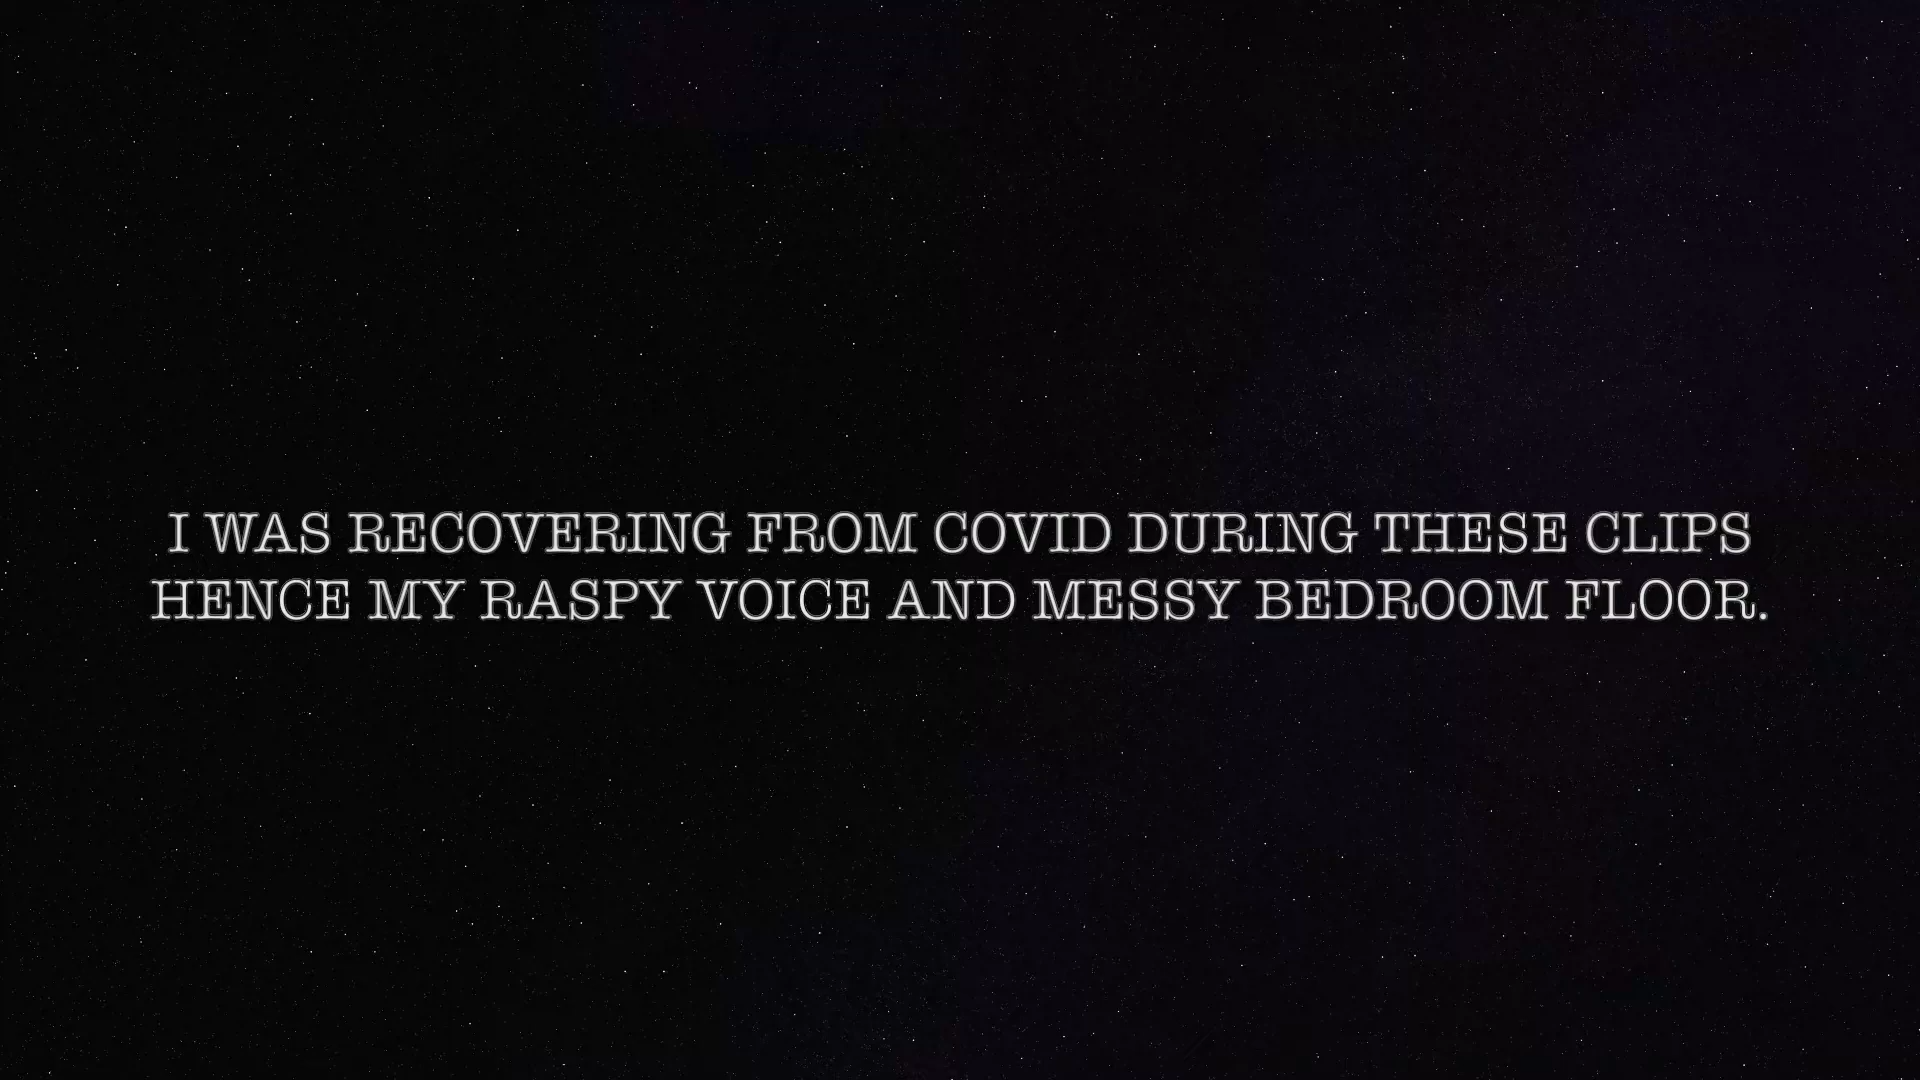 I WAS RECOVERING FROM COVID DURING THESE CLIPS
HENCE MY RASPY VOICE AND MESSY BEDROOM FLOOR.